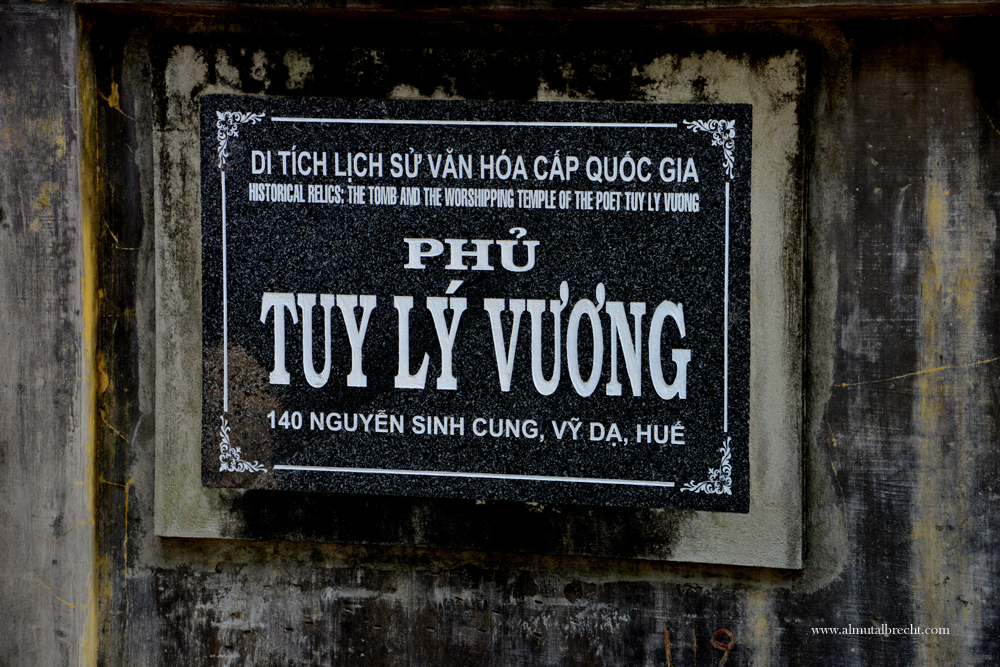 DI TÍCH LỊCH SỬ VĂN HÓA CẤP QUỐC GIA
HISTORICAL RELICS: THE TOMB AND THE WORSHIPPING TEMPLE OF THE POET TUY LY VUONG
PHỦ
TUY LÝ VƯƠNG
140 NGUYỄN SINH CUNG, VỸ DẠ, HUẾ
www.almutalbrecht.com